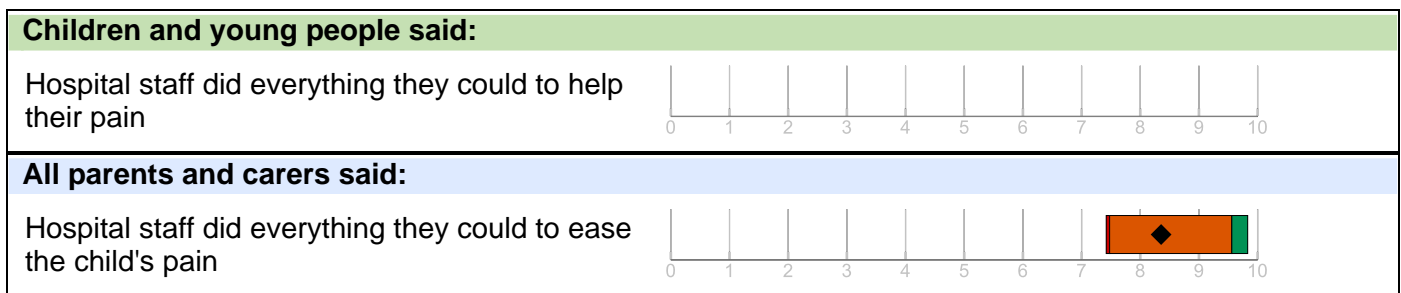 Children and young people said:
Hospital staff did everything they could to help
their pain
0 1 2 3 4 5 6 7 8 9 10
All parents and carers said:
Hospital staff did everything they could to ease
the child's pain
0 1 2 3 4 5 6 7 8 9 10